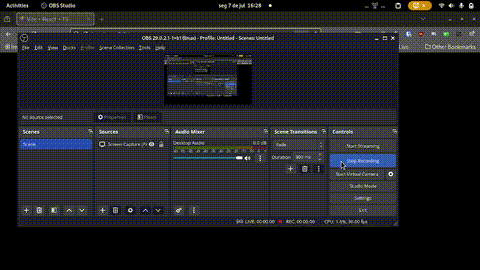 Activities OBS Studio seg 7 de jul 16:28
Vite + React + TS
OBS 29.0.2.1-1+b1 (linux) - Profile: Untitled - Scenes: Untitled
File Edit View Docks Profile Scene Collection Tools Help
Other Bookmarks
No source selected
Properties Filters
Scenes Sources Audio Mixer Scene Transitions Controls
Scene
Screen Capture (Pi
Desktop Audio 0.0 dB
Fade
Duration 300 ms
Start Streaming
Stop Recording
Start Virtual Camera
Studio Mode
Settings
Exit
LIVE: 00:00:00 REC: 00:00:00 CPU: 1.6%, 30.00 fps